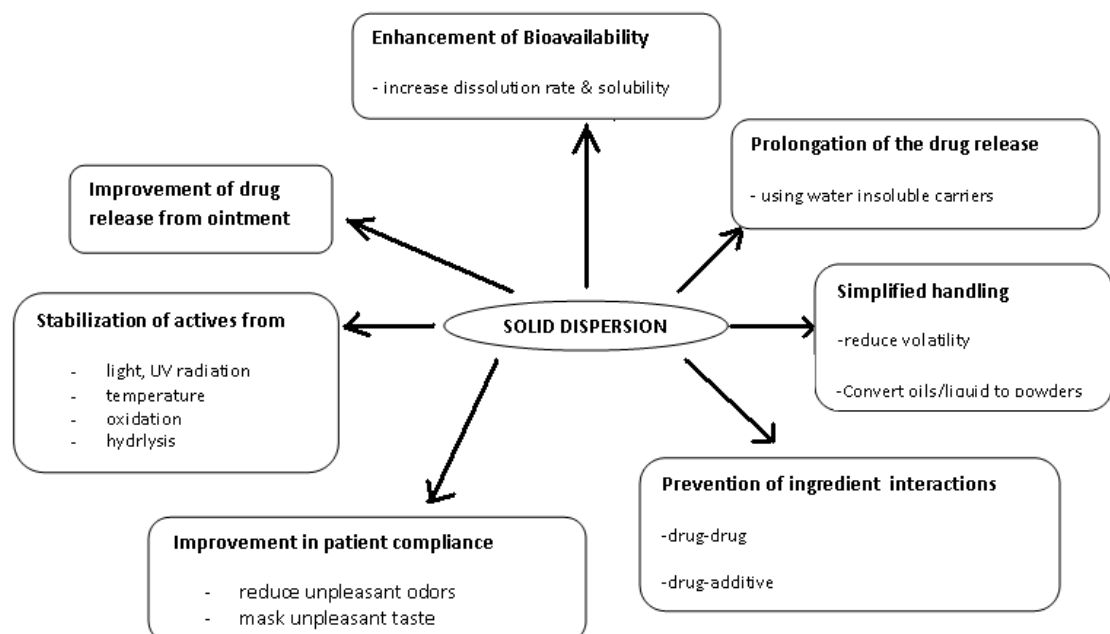 Enhancement of Bioavailability
- increase dissolution rate & solubility
Prolongation of the drug release
- using water insoluble carriers
Improvement of drug
release from ointment
Simplified handling
-reduce volatility
-Convert oils/liquid to powders
Stabilization of actives from
- light, UV radiation
- temperature
- oxidation
- hydrlysis
SOLID DISPERSION
Prevention of ingredient interactions
-drug-drug
-drug-additive
Improvement in patient compliance
- reduce unpleasant odors
- mask unpleasant taste